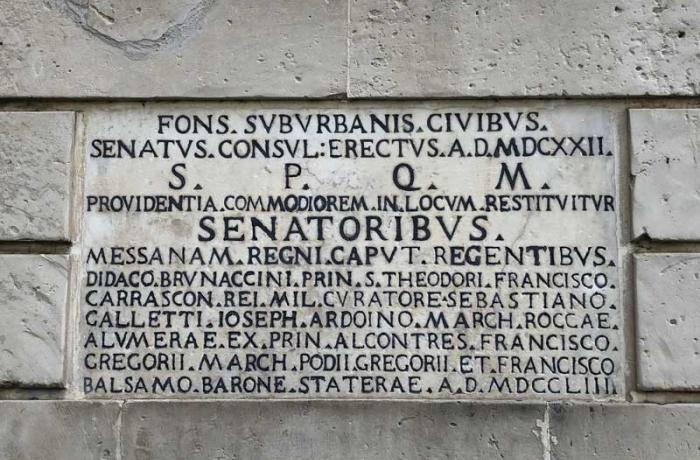 FONS. SVBVRBANIS. CIVIBVS.
SENATVS. CONSUL: ERECTVS. A. D. MDCXXII.
S. P. Q. M.
PROVIDENTIA. COMMODIOREM. IN. LOCVM. RESTITVITVR
SENATORIBVS.
MESSANAM. REGNI. CAPVT. REGENTIBVS.
DIDACO. BRVNACCINI. PRIN. S. THEODORI. FRANCISCO.
CARRASCON. REI. MIL. CVRATORE. SEBASTIANO.
GALLETTI. IOSEPH. ARDOINO. MARCH. ROCCAE.
ALVMERAE. EX. PRIN. ALCONTRES. FRANCISCO.
GREGORII. MARCH. PODII. GREGORII. ET. FRANCISCO
BALSAMO. BARONE. STATERAE. A. D. MDCCLIII.